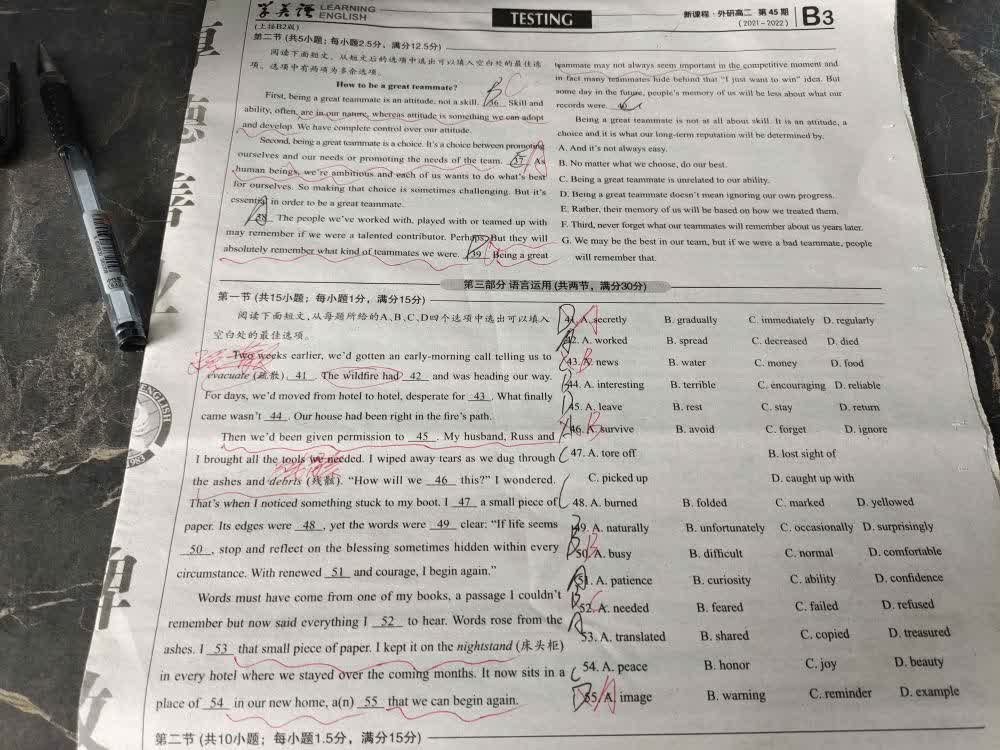 学英语 LEARNING ENGLISH
(上接B2版)
TESTING
新课程·外研高二 第45期
(2021-2022)
B3
第二节 (共5小题; 每小题2.5分, 满分12.5分)
阅读下面短文, 从短文后的选项中选出可以填入空白处的最佳选
项。选项中有两项为多余选项。
How to be a great teammate?
First, being a great teammate is an attitude, not a skill. 36 Skill and
ability, often, are in our nature, whereas attitude is something we can adopt
and develop. We have complete control over our attitude.
Second, being a great teammate is a choice. It's a choice between promoting
ourselves and our needs or promoting the needs of the team. 37 As
human beings, we're ambitious and each of us wants to do what's best
for ourselves. So making that choice is sometimes challenging. But it's
essential in order to be a great teammate.
38 The people we've worked with, played with or teamed up with
may remember if we were a talented contributor. Perhaps. But they will
absolutely remember what kind of teammates we were. 39 Being a great
teammate may not always seem important in the competitive moment and
in fact many teammates hide behind that "I just want to win" idea. But
some day in the future, people's memory of us will be less about what our
records were. 40
Being a great teammate is not at all about skill. It is an attitude, a
choice and it is what our long-term reputation will be determined by.
A. And it's not always easy.
B. No matter what we choose, do our best.
C. Being a great teammate is unrelated to our ability.
D. Being a great teammate doesn't mean ignoring our own progress.
E. Rather, their memory of us will be based on how we treated them.
F. Third, never forget what our teammates will remember about us years later.
G. We may be the best in our team, but if we were a bad teammate, people
will remember that.
第三部分 语言运用 (共两节, 满分30分)
第一节 (共15小题; 每小题1分, 满分15分)
阅读下面短文, 从每题所给的A、B、C、D四个选项中选出可以填入
空白处的最佳选项。
Two weeks earlier, we'd gotten an early-morning call telling us to
evacuate (疏散). 41 The wildfire had 42 and was heading our way.
For days, we'd moved from hotel to hotel, desperate for 43 . What finally
came wasn't 44 . Our house had been right in the fire's path.
Then we'd been given permission to 45 . My husband, Russ and
I brought all the tools we needed. I wiped away tears as we dug through
the ashes and debris (残骸). "How will we 46 this?" I wondered.
That's when I noticed something stuck to my boot. I 47 a small piece of
paper. Its edges were 48 , yet the words were 49 clear: "If life seems
50 , stop and reflect on the blessing sometimes hidden within every
circumstance. With renewed 51 and courage, I begin again."
Words must have come from one of my books, a passage I couldn't
remember but now said everything I 52 to hear. Words rose from the
ashes. I 53 that small piece of paper. I kept it on the nightstand (床头柜)
in every hotel where we stayed over the coming months. It now sits in a
place of 54 in our new home, a(n) 55 that we can begin again.
41. A. secretly B. gradually C. immediately D. regularly
42. A. worked B. spread C. decreased D. died
43. A. news B. water C. money D. food
44. A. interesting B. terrible C. encouraging D. reliable
45. A. leave B. rest C. stay D. return
46. A. survive B. avoid C. forget D. ignore
47. A. tore off B. lost sight of
C. picked up D. caught up with
48. A. burned B. folded C. marked D. yellowed
49. A. naturally B. unfortunately C. occasionally D. surprisingly
50. A. busy B. difficult C. normal D. comfortable
51. A. patience B. curiosity C. ability D. confidence
52. A. needed B. feared C. failed D. refused
53. A. translated B. shared C. copied D. treasured
54. A. peace B. honor C. joy D. beauty
55. A. image B. warning C. reminder D. example
第二节 (共10小题; 每小题1.5分, 满分15分)